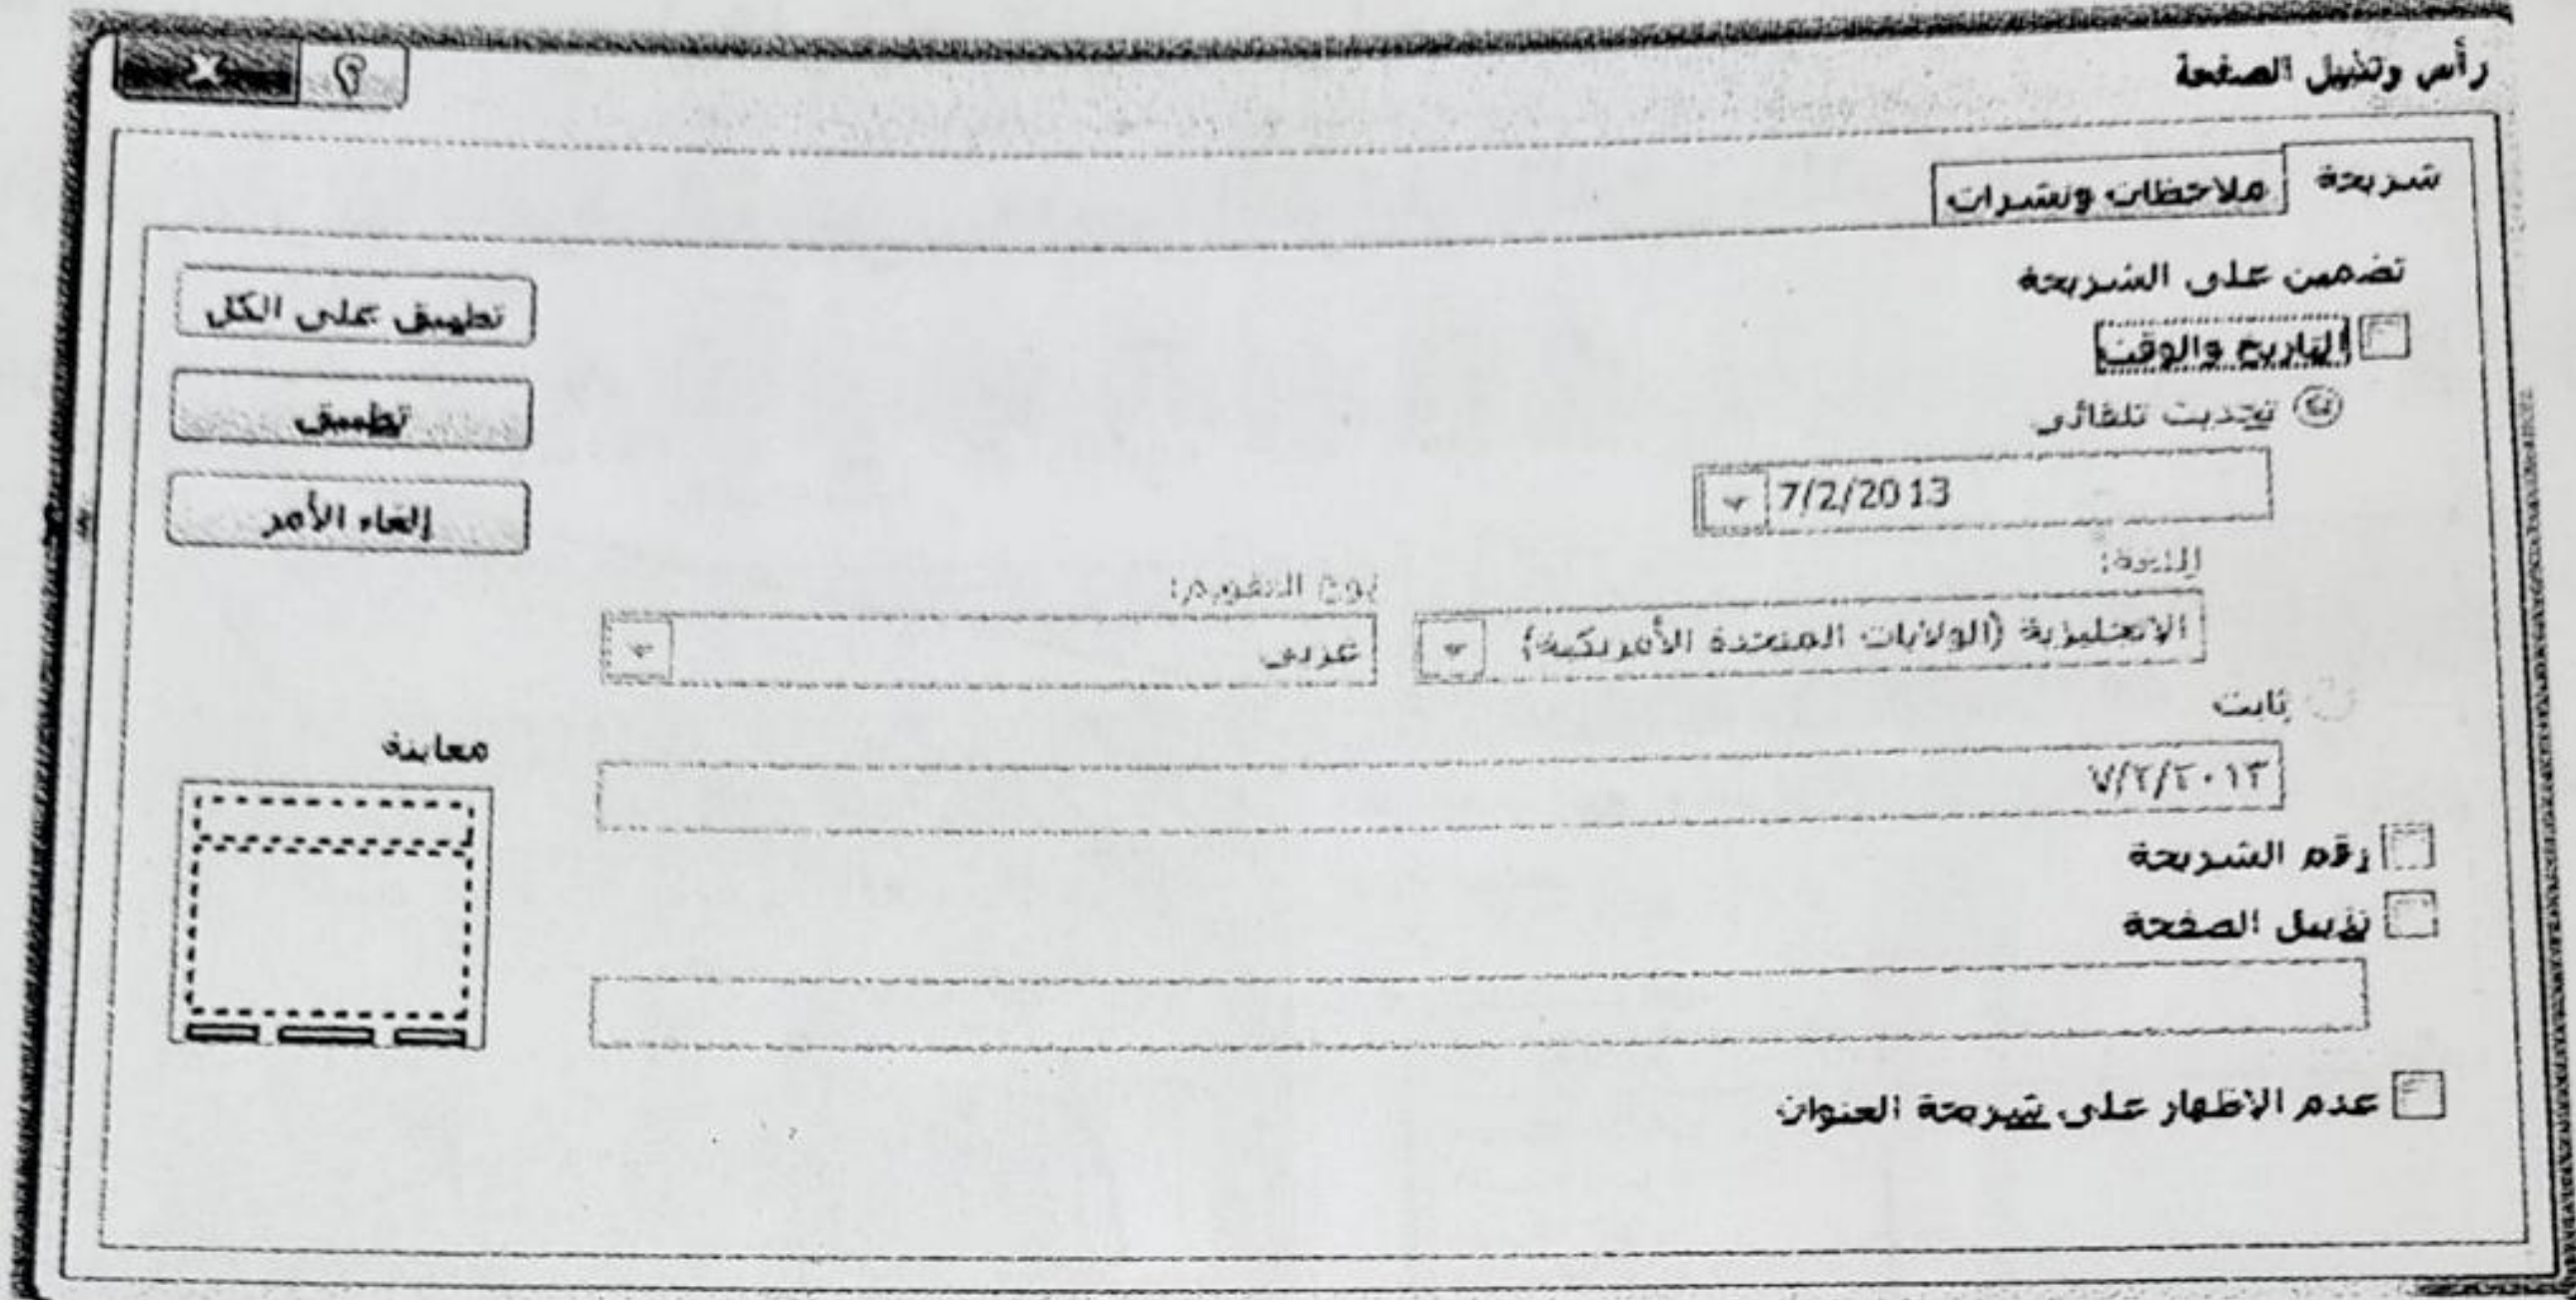 رأس وتذييل الصفحة
شريحة
ملاحظات ونشرات
تضمين على الشريحة
التاريخ والوقت
تحديث تلقائي
7/2/2013
اللغة:
نوع التقويم:
الانجليزية (الولايات المتحدة الأمريكية)
عربي
ثابت
٧/٢/٢٠١٣
رقم الشريحة
تذييل الصفحة
عدم الاظهار على شريحة العنوان
تطبيق على الكل
تطبيق
إلغاء الأمر
معاينة